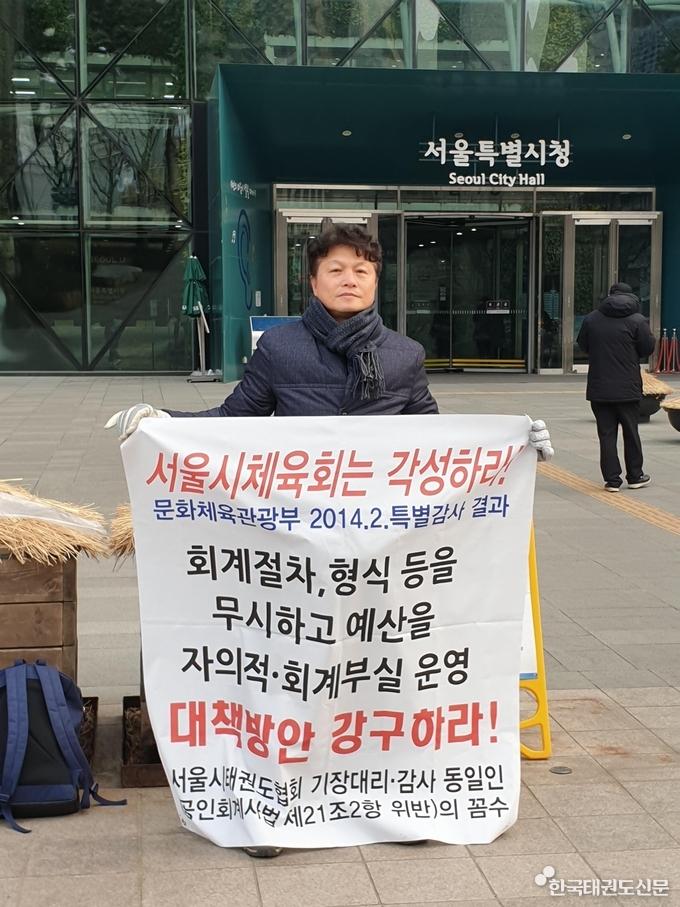 서울특별시청
Seoul City Hall
서울시체육회는 각성하라!
문화체육관광부 2014.2.특별감사 결과
회계절차,형식 등을
무시하고 예산을
자의적·회계부실 운영
대책방안 강구하라!
서울시태권도협회 기장대리·감사 동일인
공인회계사법 제21조2항 위반)의 꼼수
한국태권도신문